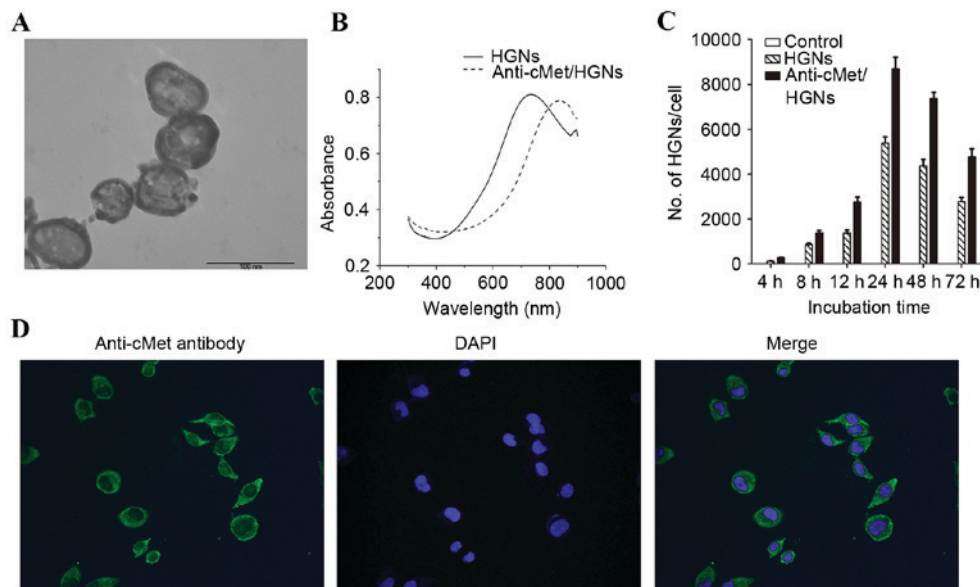 A
100 nm
B
HGNs
Anti-cMet/HGNs
Absorbance
0.8
0.6
0.4
0.2
200 400 600 800 1000
Wavelength (nm)
C
Control
HGNs
Anti-cMet/
HGNs
No. of HGNs/cell
10000
8000
6000
4000
2000
0
4 h 8 h 12 h 24 h 48 h 72 h
Incubation time
D
Anti-cMet antibody
DAPI
Merge